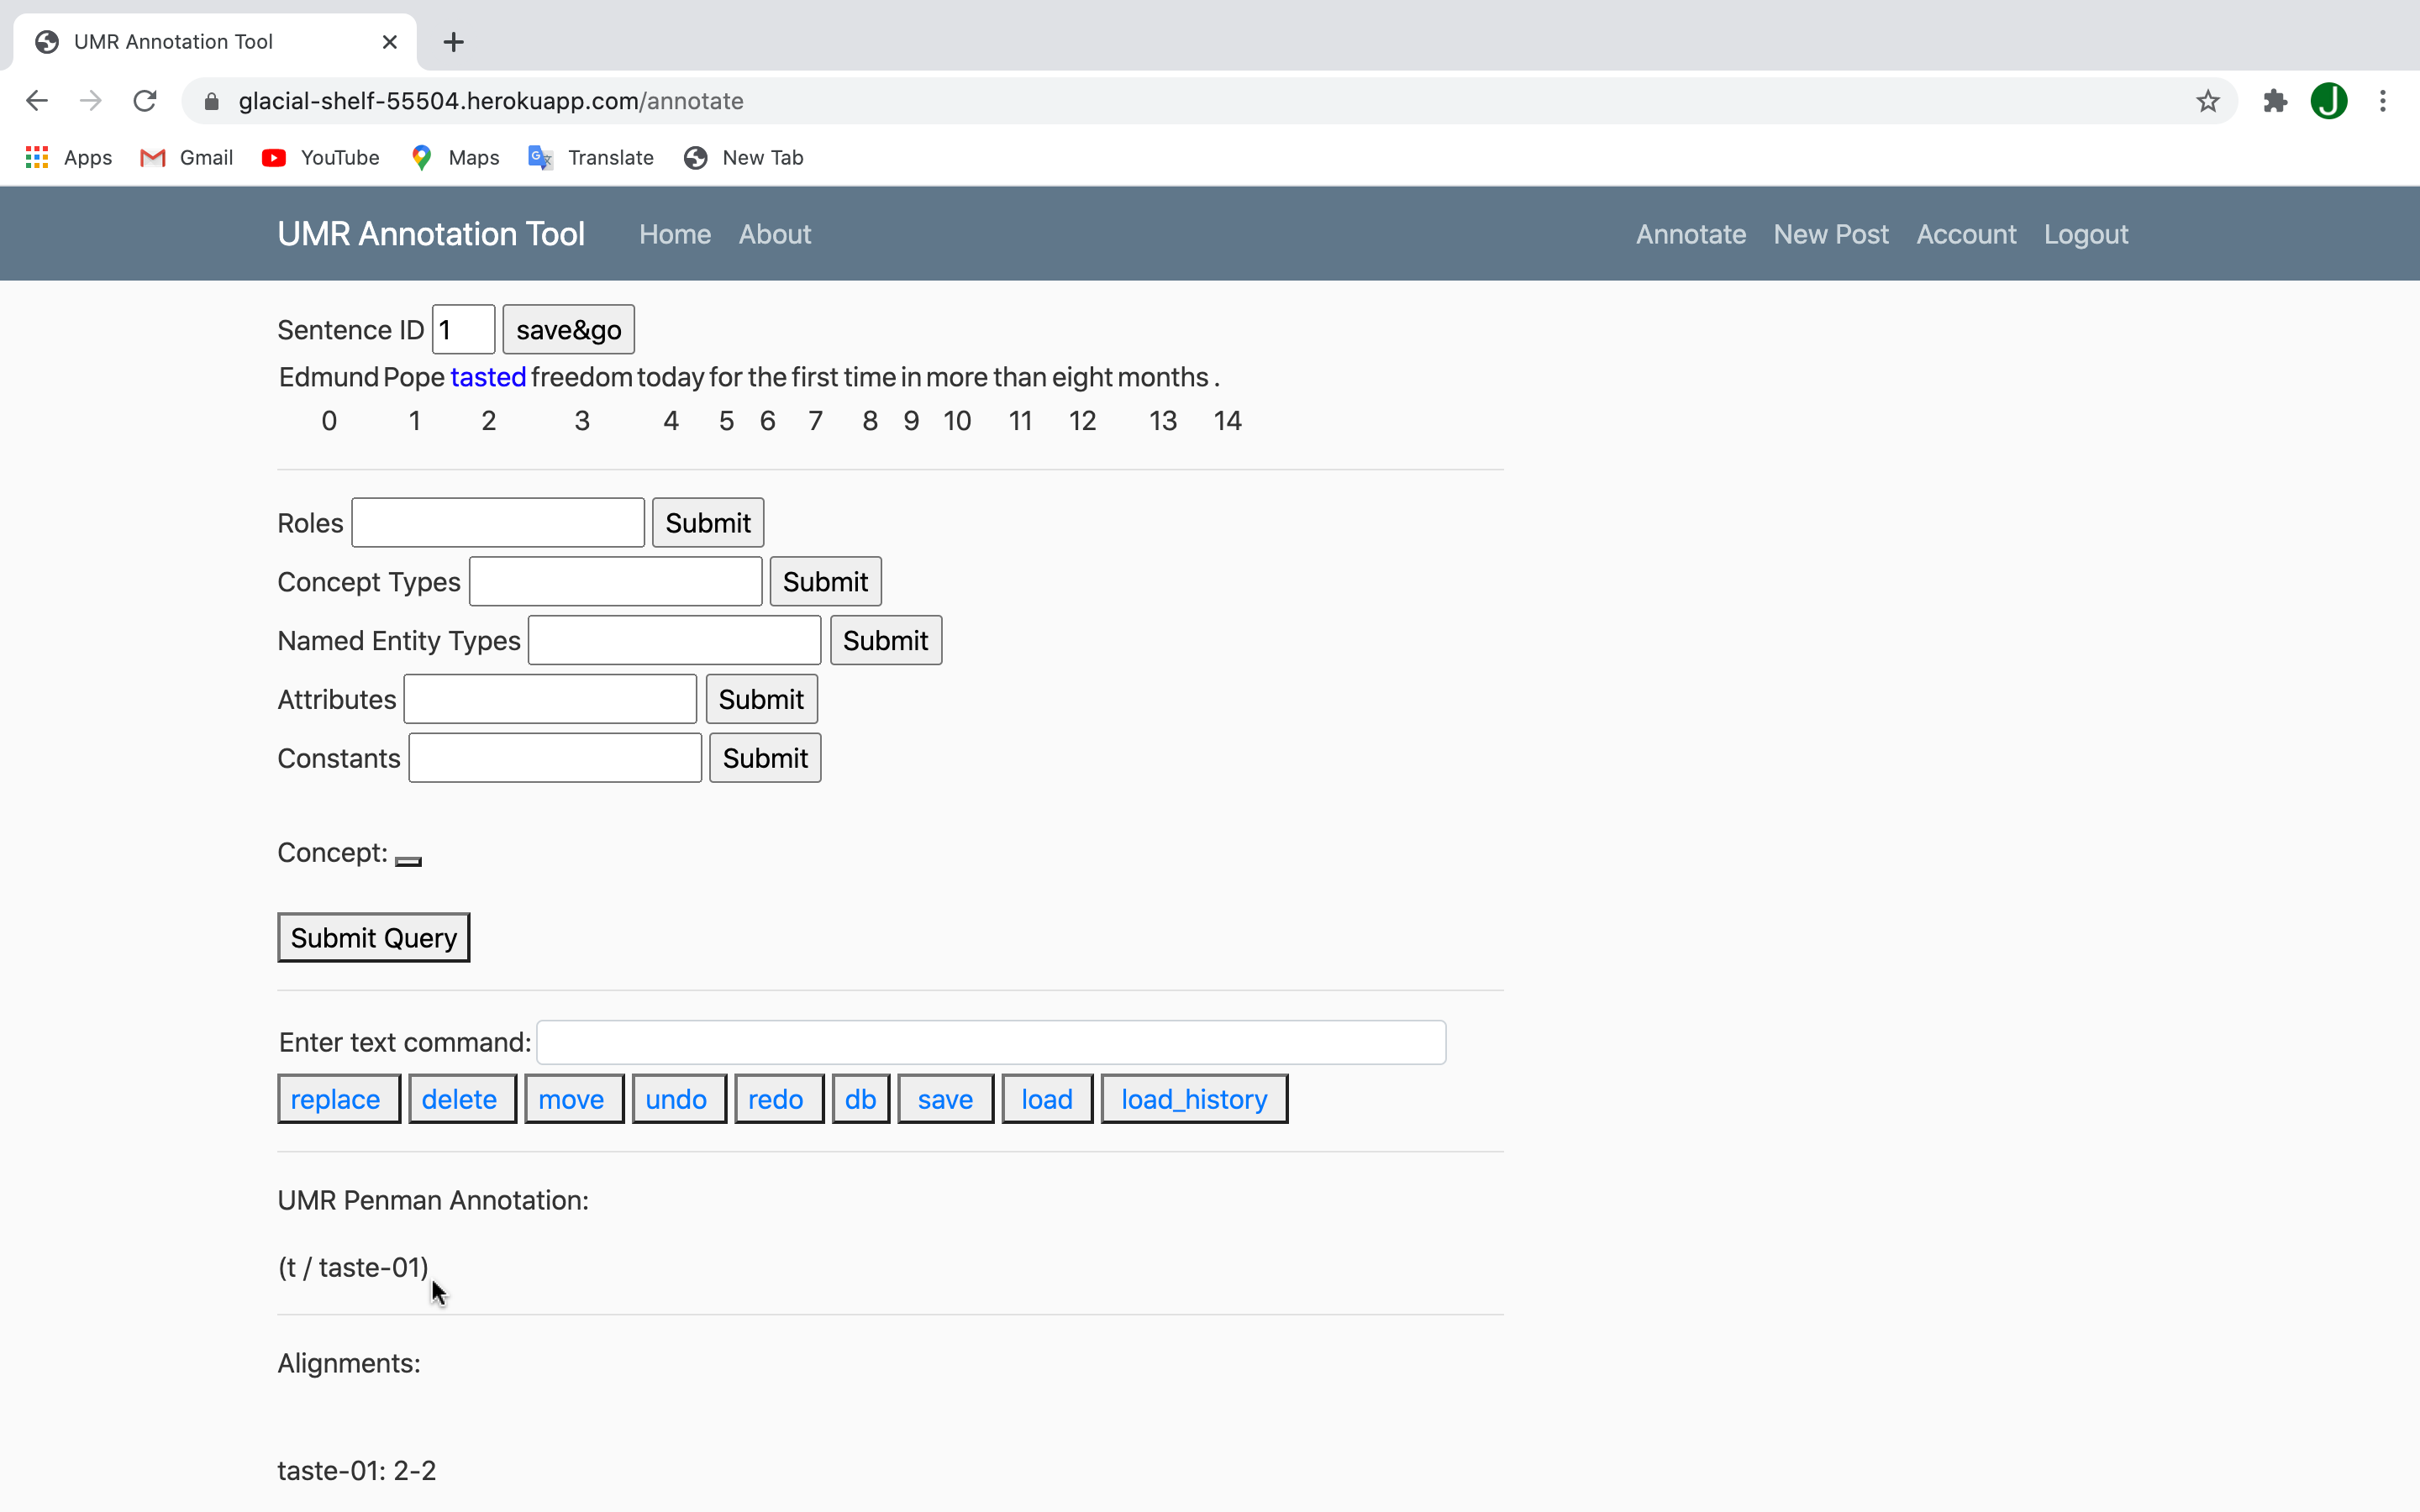 UMR Annotation Tool
glacial-shelf-55504.herokuapp.com/annotate
J
Apps Gmail YouTube Maps Translate New Tab
UMR Annotation Tool Home About Annotate New Post Account Logout
Sentence ID 1 save&go
Edmund Pope tasted freedom today for the first time in more than eight months .
0 1 2 3 4 5 6 7 8 9 10 11 12 13 14
Roles Submit
Concept Types Submit
Named Entity Types Submit
Attributes Submit
Constants Submit
Concept:
Submit Query
Enter text command:
replace delete move undo redo db save load load_history
UMR Penman Annotation:
(t / taste-01)
Alignments:
taste-01: 2-2